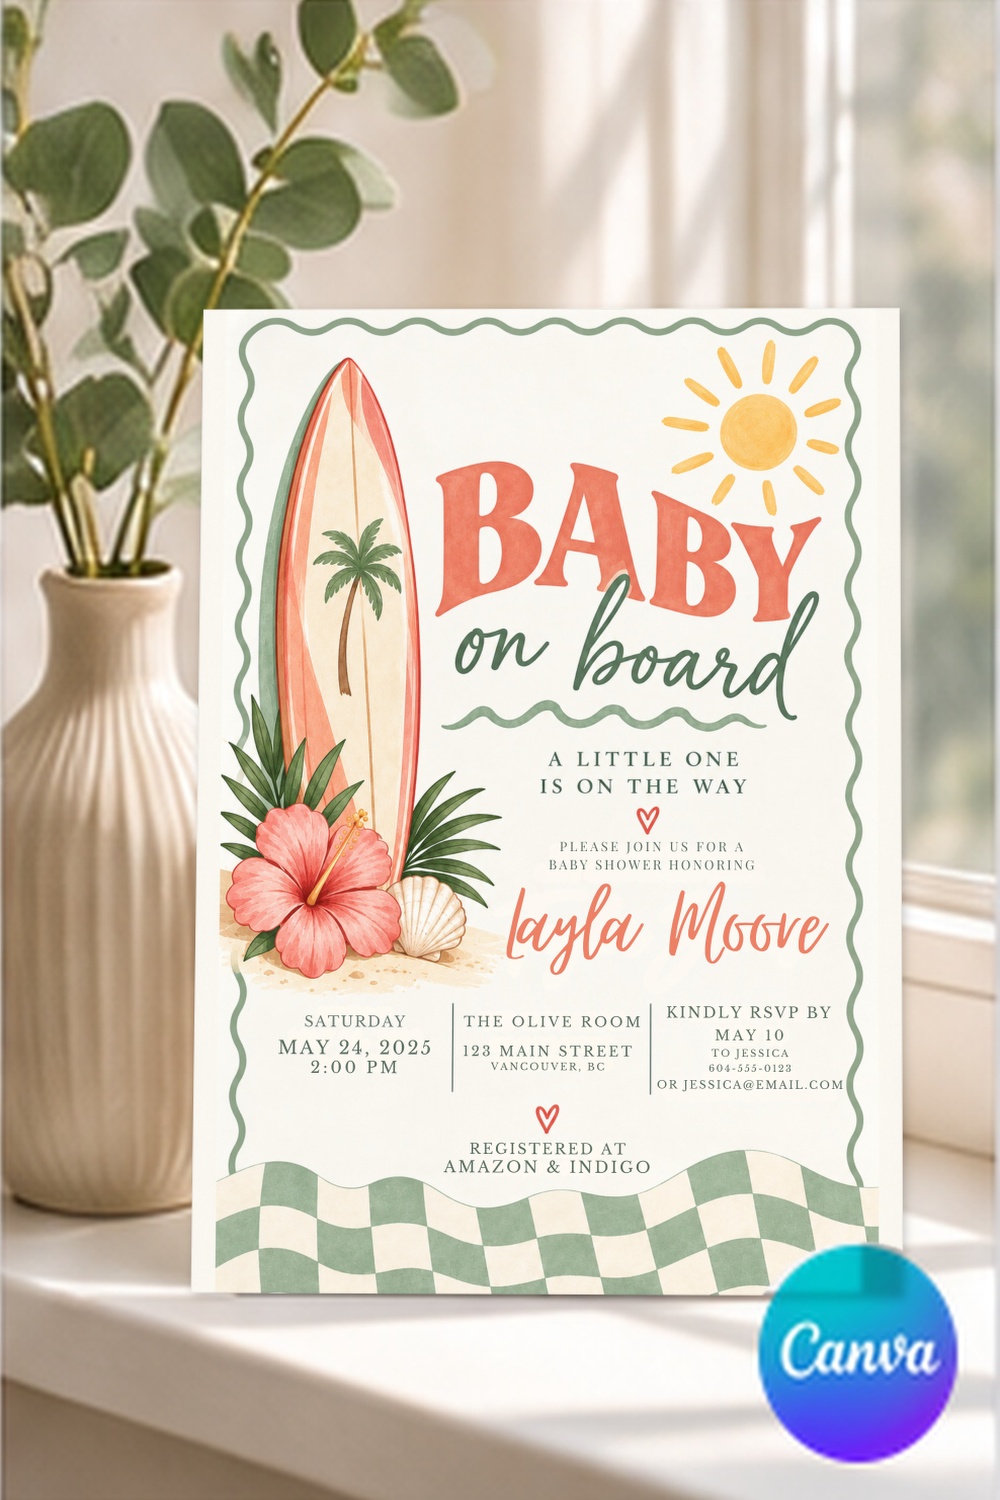 BABY
on board
A LITTLE ONE
IS ON THE WAY
PLEASE JOIN US FOR A
BABY SHOWER HONORING
Layla Moore
SATURDAY
MAY 24, 2025
2:00 PM
THE OLIVE ROOM
123 MAIN STREET
VANCOUVER, BC
KINDLY RSVP BY
MAY 10
TO JESSICA
604-555-0123
OR JESSICA@EMAIL.COM
REGISTERED AT
AMAZON & INDIGO
Canva